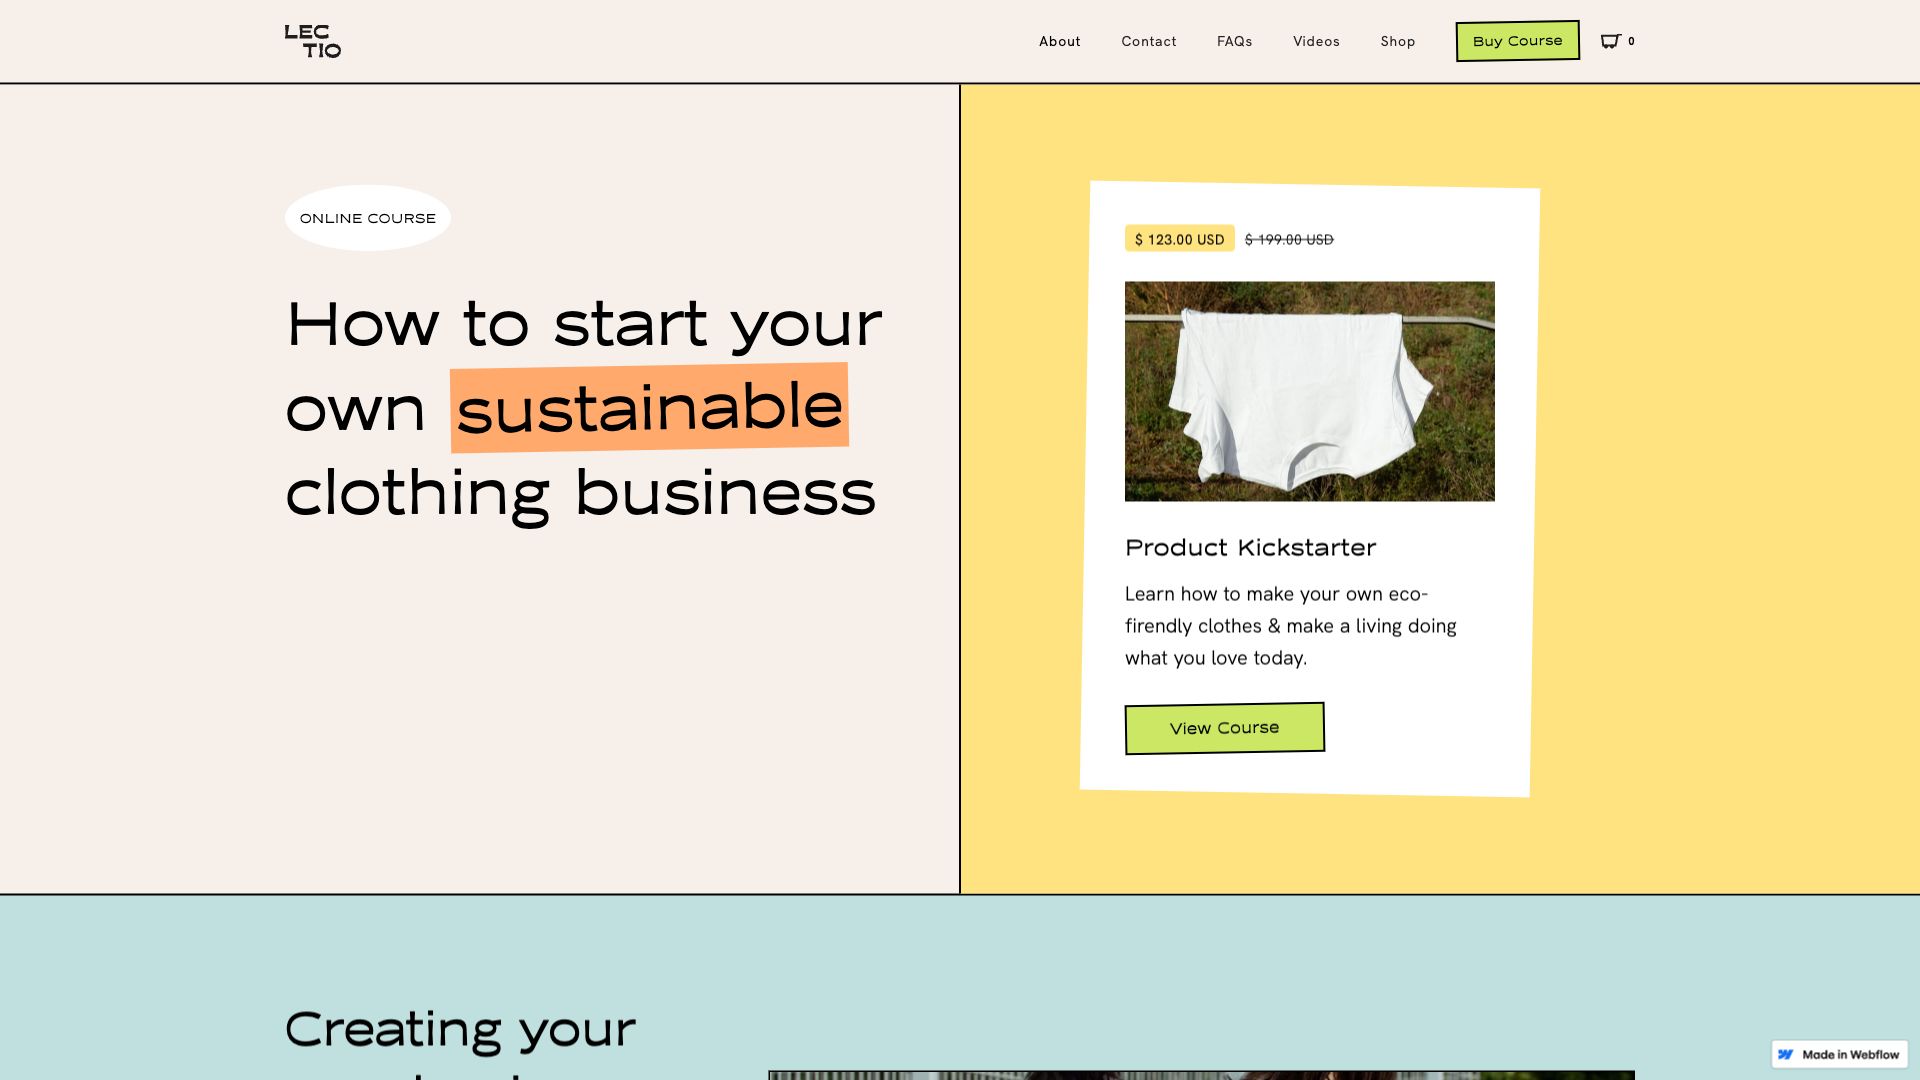 LEC
TIO
About
Contact
FAQs
Videos
Shop
Buy Course
0
ONLINE COURSE
How to start your
own sustainable
clothing business
$ 123.00 USD
$ 199.00 USD
Product Kickstarter
Learn how to make your own eco-
firendly clothes & make a living doing
what you love today.
View Course
Creating your
Made in Webflow